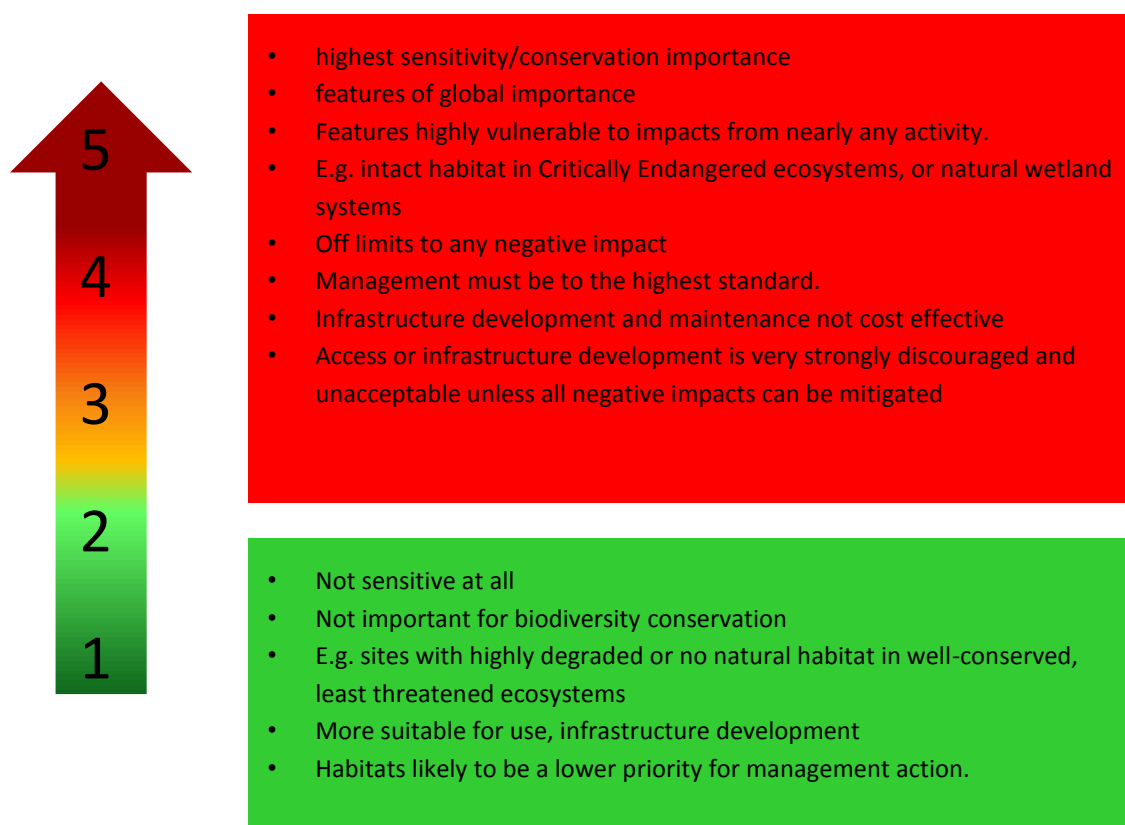 5
4
3
2
1
• highest sensitivity/conservation importance
• features of global importance
• Features highly vulnerable to impacts from nearly any activity.
• E.g. intact habitat in Critically Endangered ecosystems, or natural wetland
systems
• Off limits to any negative impact
• Management must be to the highest standard.
• Infrastructure development and maintenance not cost effective
• Access or infrastructure development is very strongly discouraged and
unacceptable unless all negative impacts can be mitigated
• Not sensitive at all
• Not important for biodiversity conservation
• E.g. sites with highly degraded or no natural habitat in well-conserved,
least threatened ecosystems
• More suitable for use, infrastructure development
• Habitats likely to be a lower priority for management action.